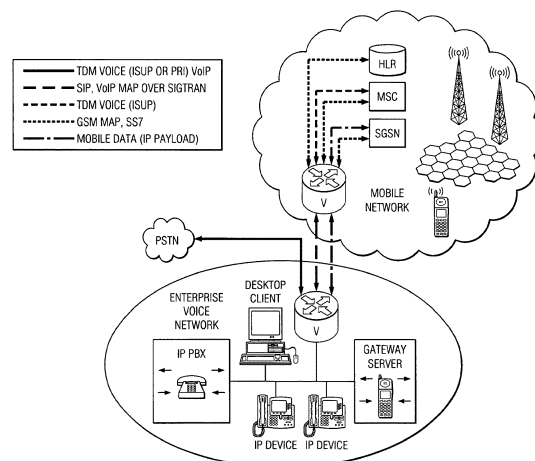 TDM VOICE (ISUP OR PRI) VoIP
SIP, VoIP MAP OVER SIGTRAN
TDM VOICE (ISUP)
GSM MAP, SS7
MOBILE DATA (IP PAYLOAD)
HLR
MSC
SGSN
V
MOBILE
NETWORK
PSTN
ENTERPRISE
VOICE
NETWORK
DESKTOP
CLIENT
V
IP PBX
GATEWAY
SERVER
IP DEVICE
IP DEVICE